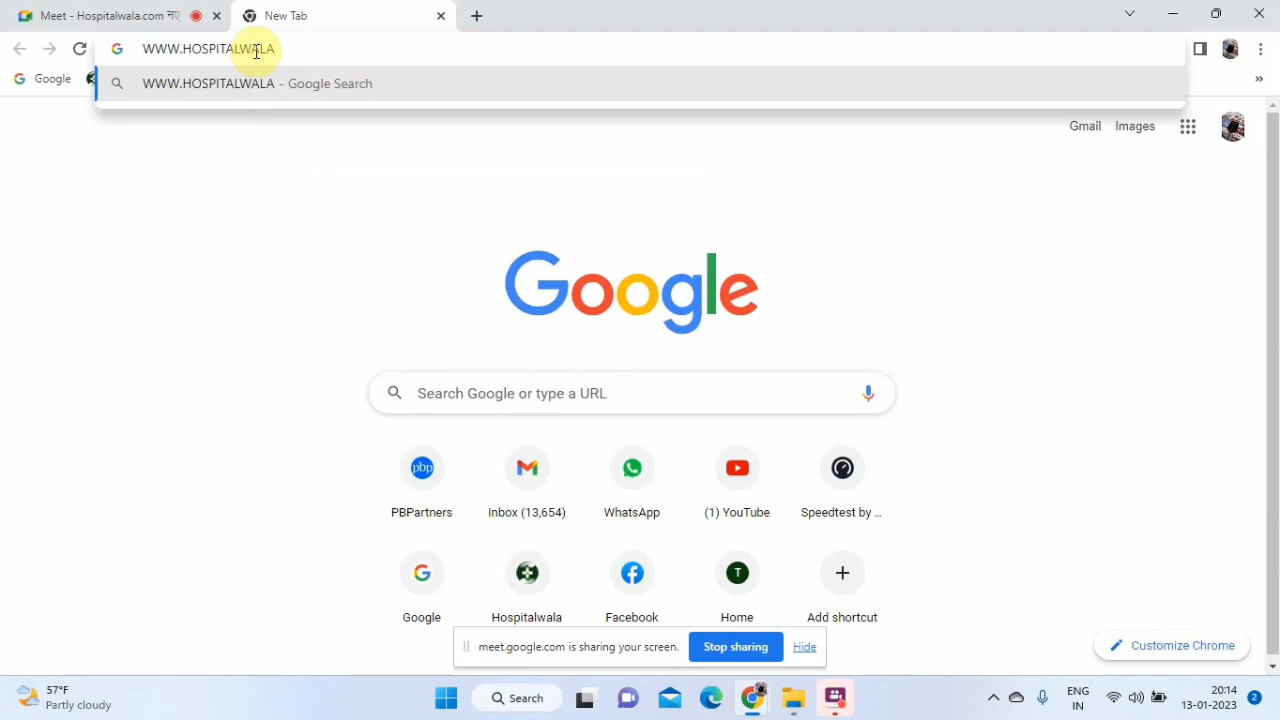 Meet - Hospitalwala.com
New Tab
WWW.HOSPITALWALA
Google
WWW.HOSPITALWALA - Google Search
Gmail Images
Google
Search Google or type a URL
pbp
PBPartners Inbox (13,654) WhatsApp (1) YouTube Speedtest by ...
T
Google Hospitalwala Facebook Home Add shortcut
meet.google.com is sharing your screen. Stop sharing Hide
Customize Chrome
57°F
Partly cloudy
Search
ENG
IN
20:14
13-01-2023
2